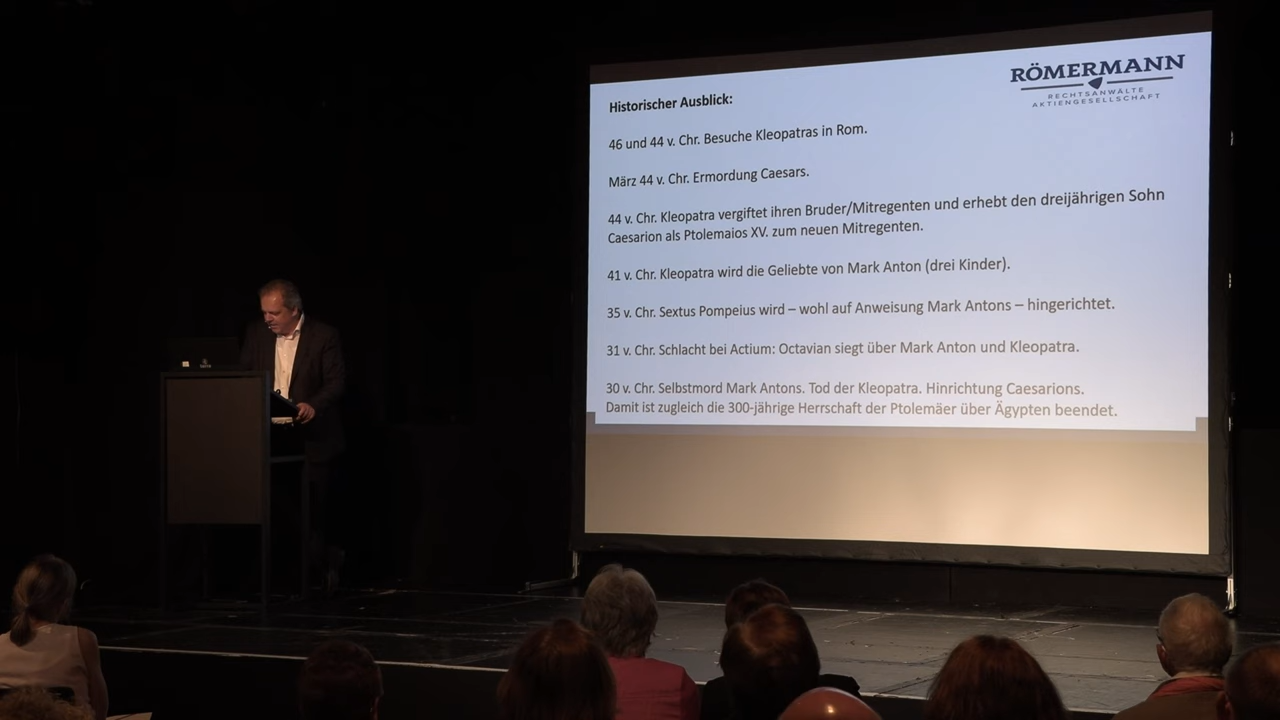 RÖMERMANN
RECHTSANWÄLTE
AKTIENGESELLSCHAFT
Historischer Ausblick:
46 und 44 v. Chr. Besuche Kleopatras in Rom.
März 44 v. Chr. Ermordung Caesars.
44 v. Chr. Kleopatra vergiftet ihren Bruder/Mitregenten und erhebt den dreijährigen Sohn
Caesarion als Ptolemaios XV. zum neuen Mitregenten.
41 v. Chr. Kleopatra wird die Geliebte von Mark Anton (drei Kinder).
35 v. Chr. Sextus Pompeius wird – wohl auf Anweisung Mark Antons – hingerichtet.
31 v. Chr. Schlacht bei Actium: Octavian siegt über Mark Anton und Kleopatra.
30 v. Chr. Selbstmord Mark Antons. Tod der Kleopatra. Hinrichtung Caesarions.
Damit ist zugleich die 300-jährige Herrschaft der Ptolemäer über Ägypten beendet.